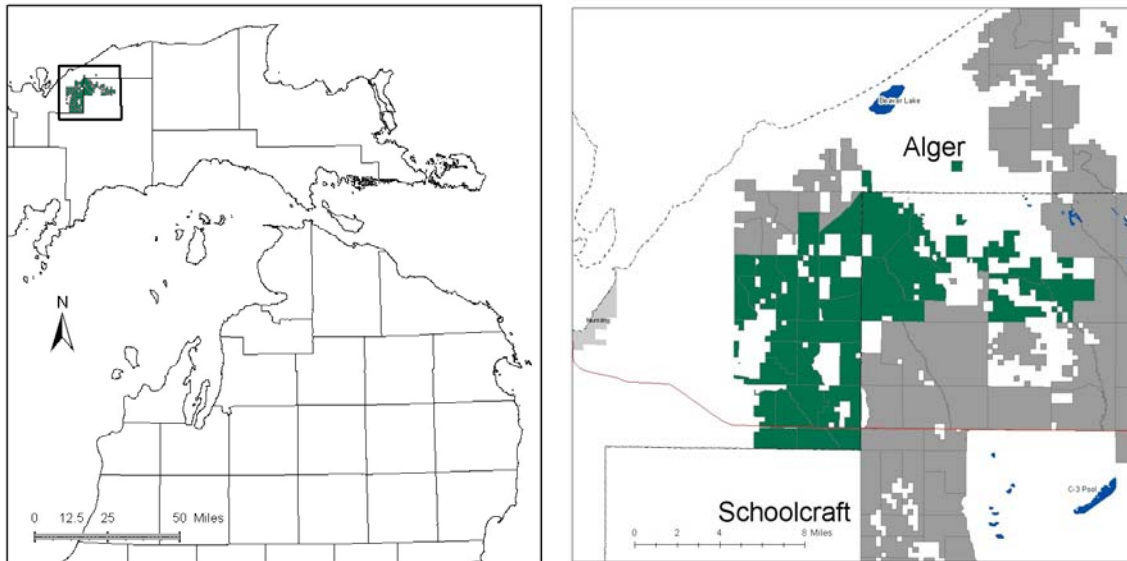 N
0 12.5 25 50 Miles
Beaver Lake
Alger
C-3 Pool
Schoolcraft
0 2 4 8 Miles